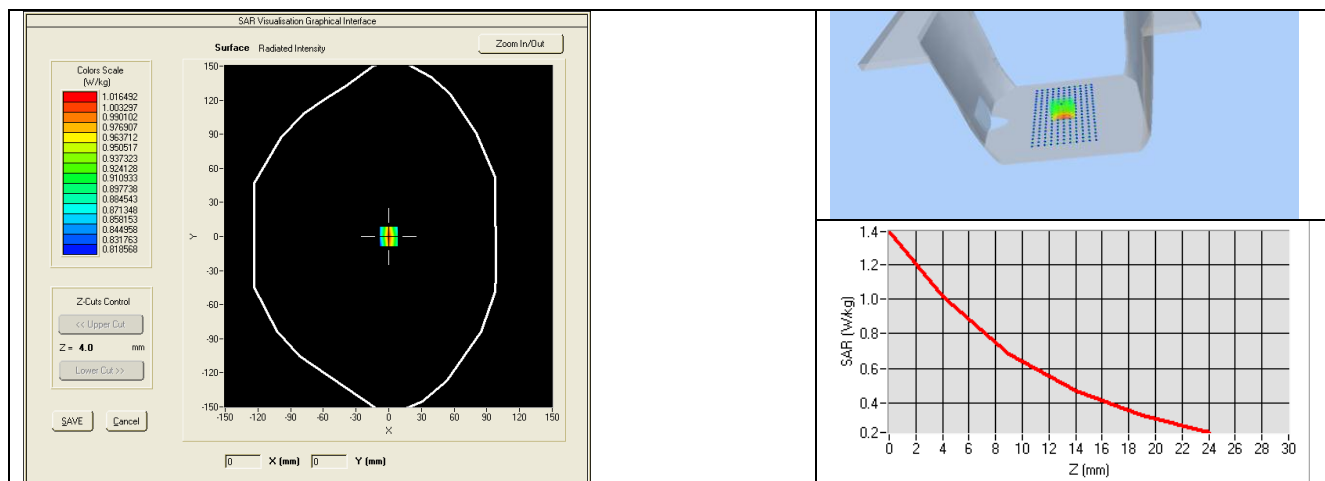 SAR Visualisation Graphical Interface
Surface Radiated Intensity
Zoom In/Out
Colors Scale
(W/kg)
1.016492
1.003297
0.990102
0.976907
0.963712
0.950517
0.937323
0.924128
0.910933
0.897738
0.884543
0.871348
0.858153
0.844958
0.831763
0.818568
Z-Cuts Control
<< Upper Cut
Z = 4.0 mm
Lower Cut >>
SAVE Cancel
150
120
90
60
30
0
-30
-60
-90
-120
-150
Y
-150 -120 -90 -60 -30 0 30 60 90 120 150
X
0 X (mm) 0 Y (mm)
1.4
1.2
1.0
0.8
0.6
0.4
0.2
SAR (W/kg)
0 2 4 6 8 10 12 14 16 18 20 22 24 26 28 30
Z (mm)